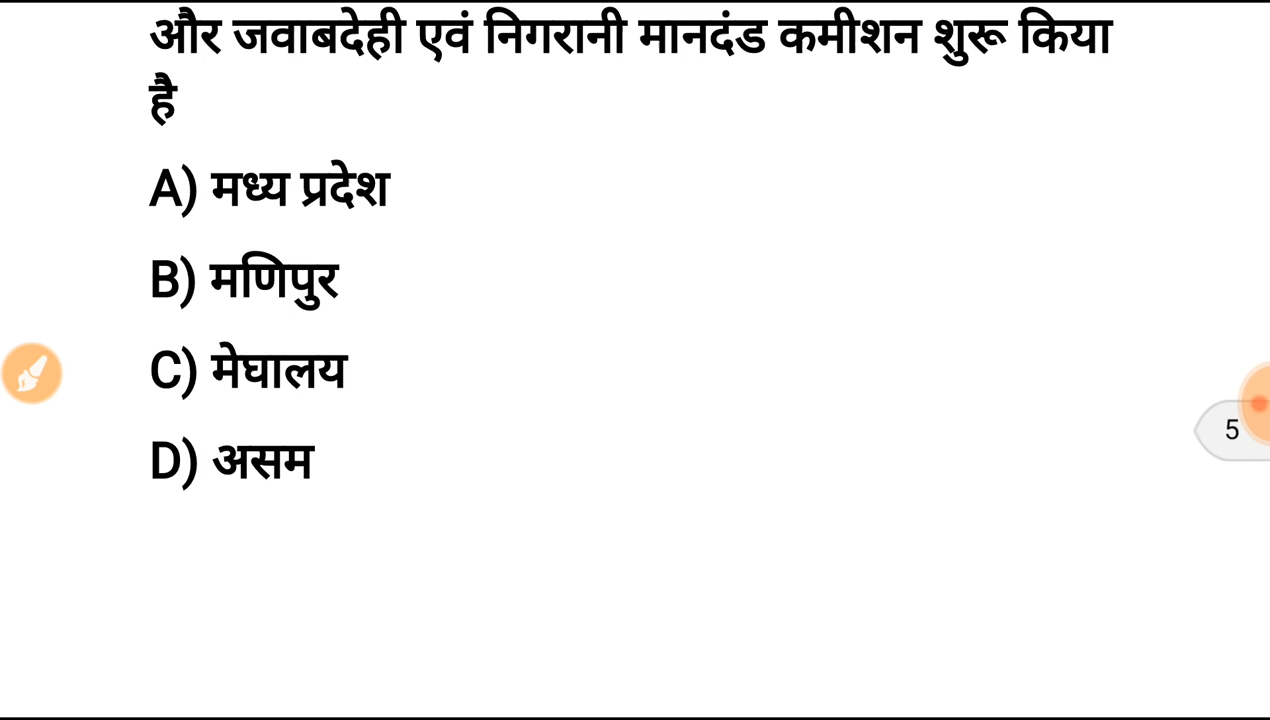 और जवाबदेही एवं निगरानी मानदंड कमीशन शुरू किया
है
A) मध्य प्रदेश
B) मणिपुर
C) मेघालय
5
D) असम